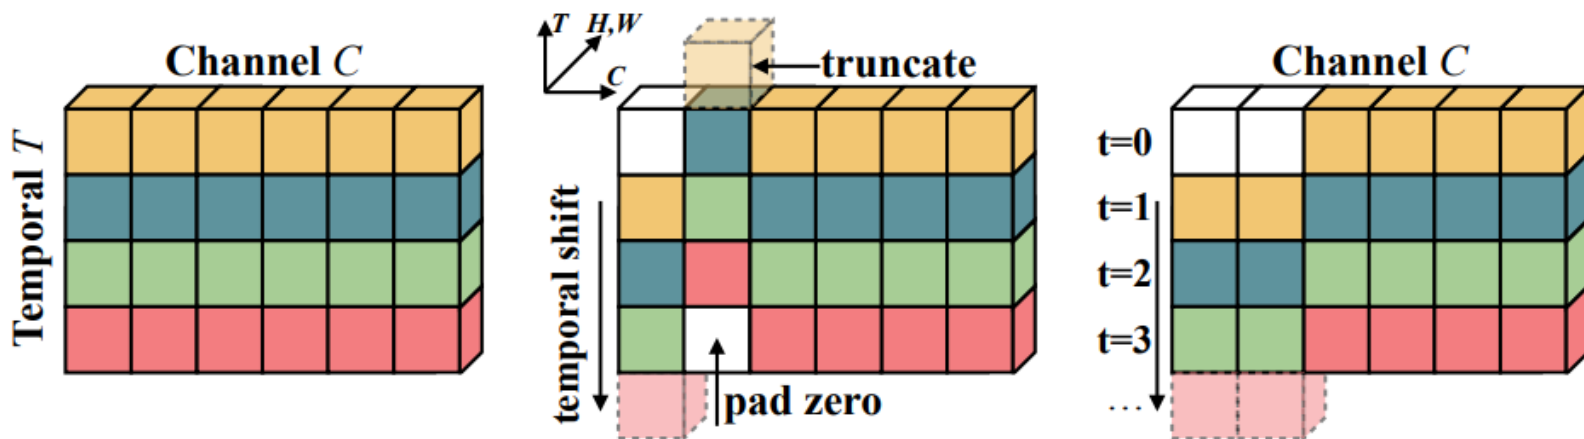 Channel C
Temporal T
T
H,W
C
truncate
temporal shift
pad zero
Channel C
t=0
t=1
t=2
t=3
...